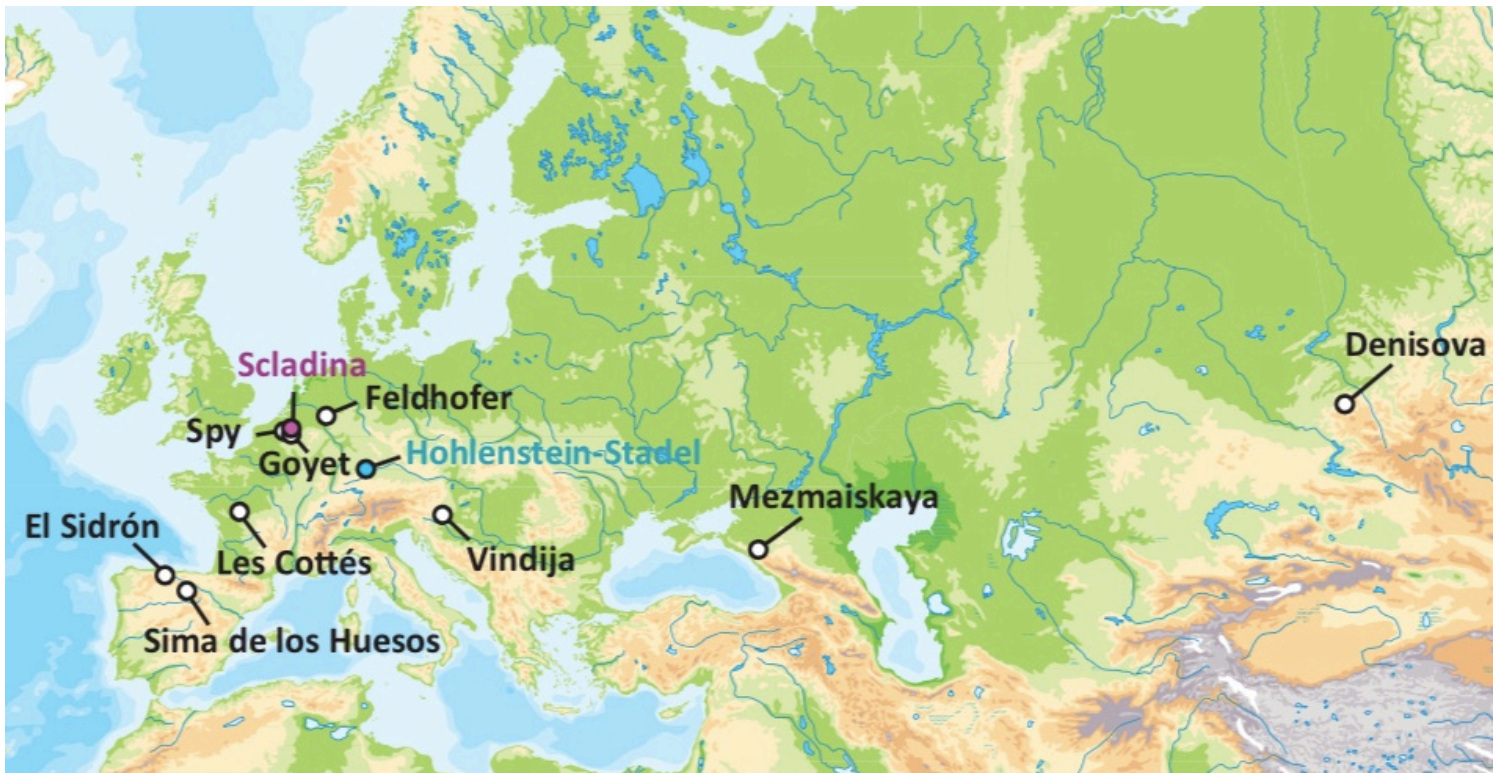 Denisova
Scladina
Feldhofer
Spy
Goyet
Hohlenstein-Stadel
Mezmaiskaya
El Sidrón
Les Cottés
Vindija
Sima de los Huesos